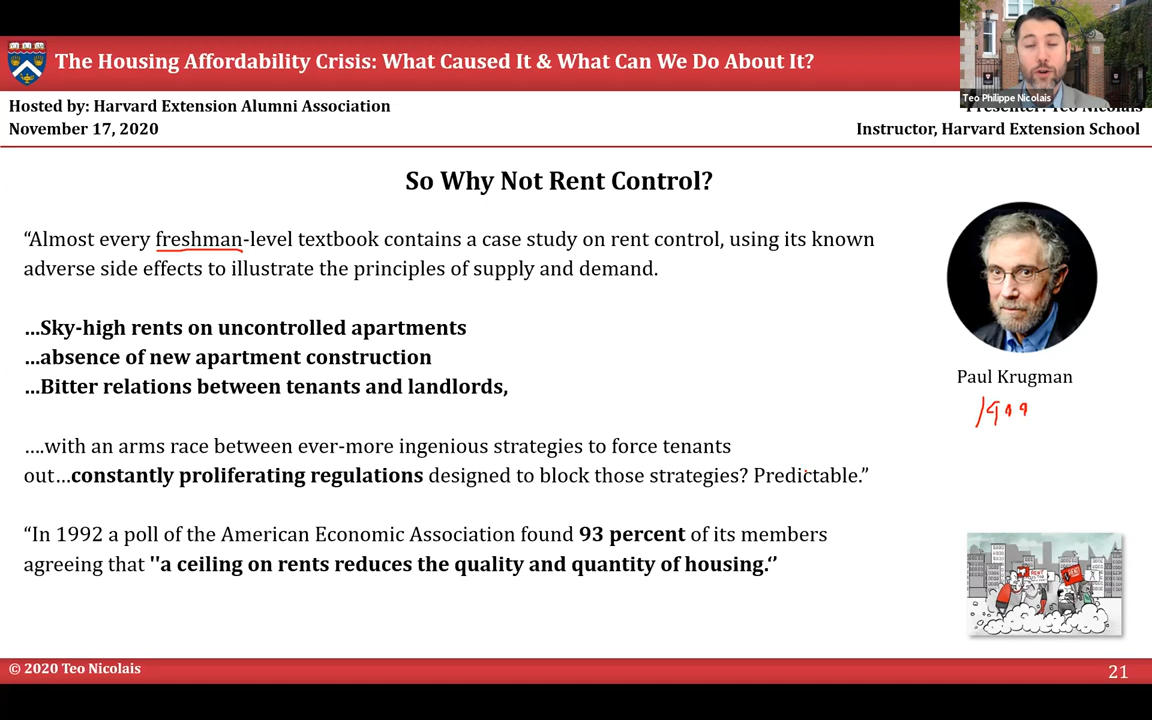 The Housing Affordability Crisis: What Caused It & What Can We Do About It?
Teo Philippe Nicolais
Hosted by: Harvard Extension Alumni Association
Presenter: Teo Nicolais
November 17, 2020
Instructor, Harvard Extension School
So Why Not Rent Control?
“Almost every freshman-level textbook contains a case study on rent control, using its known
adverse side effects to illustrate the principles of supply and demand.
...Sky-high rents on uncontrolled apartments
...absence of new apartment construction
...Bitter relations between tenants and landlords,
Paul Krugman
....with an arms race between ever-more ingenious strategies to force tenants
out...constantly proliferating regulations designed to block those strategies? Predictable.”
“In 1992 a poll of the American Economic Association found 93 percent of its members
agreeing that "a ceiling on rents reduces the quality and quantity of housing.‘’
© 2020 Teo Nicolais
21